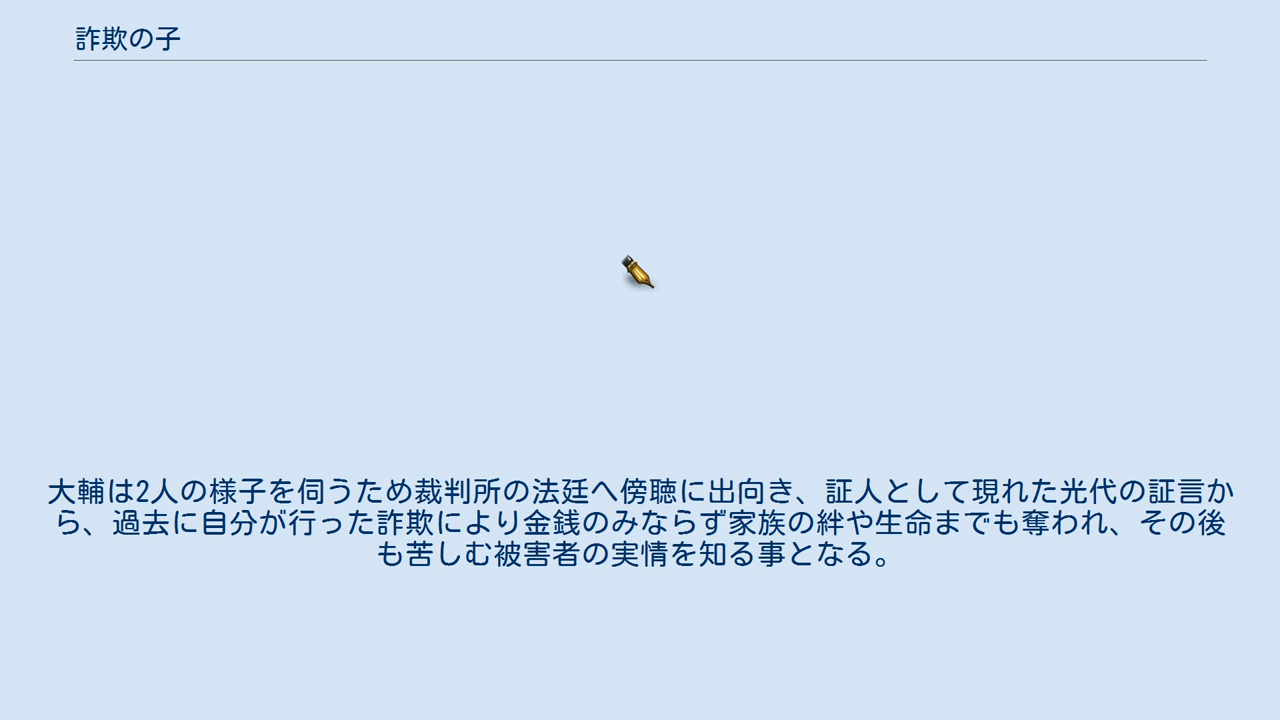 詐欺の子
大輔は2人の様子を伺うため裁判所の法廷へ傍聴に出向き、証人として現れた光代の証言か
ら、過去に自分が行った詐欺により金銭のみならず家族の絆や生命までも奪われ、その後
も苦しむ被害者の実情を知る事となる。